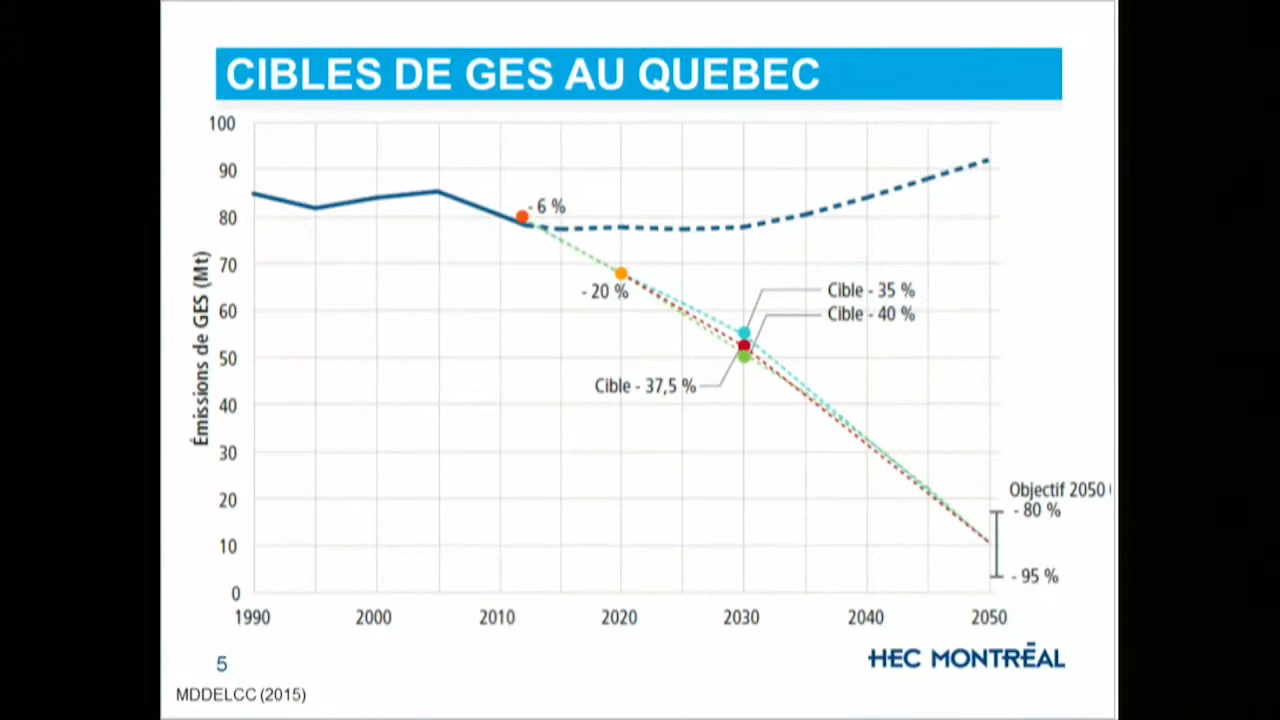 CIBLES DE GES AU QUEBEC
Émissions de GES (Mt)
100
90
80
70
60
50
40
30
20
10
0
1990
2000
2010
2020
2030
2040
2050
- 6 %
- 20 %
Cible - 35 %
Cible - 40 %
Cible - 37,5 %
Objectif 2050
- 80 %
- 95 %
5
HEC MONTRÉAL
MDDELCC (2015)